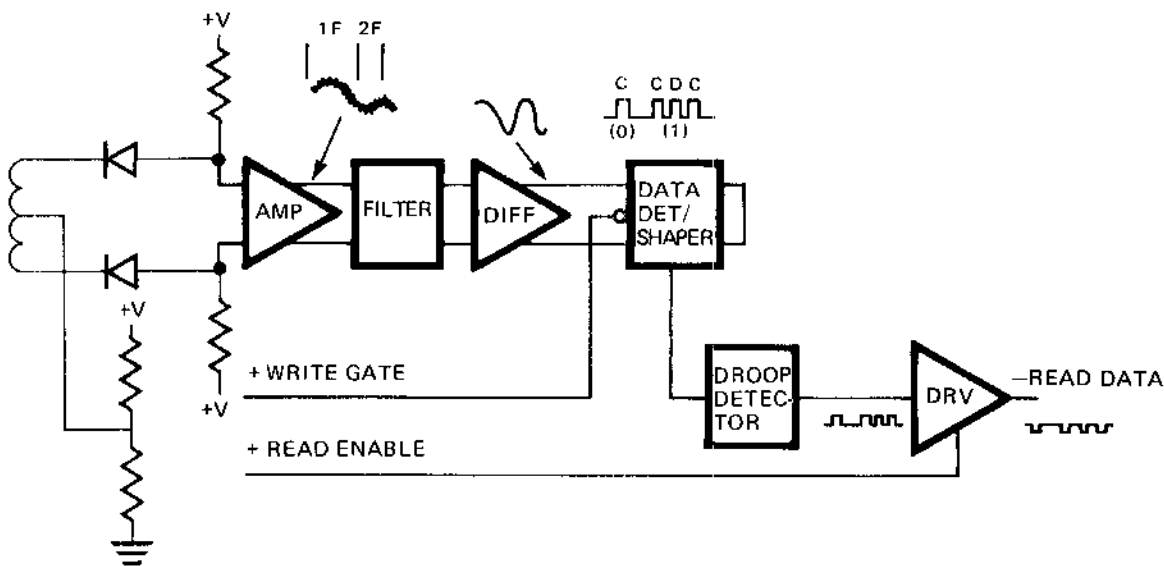 +V
1F 2F
C C D C
(0) (1)
AMP
FILTER
DIFF
DATA
DET/
SHAPER
+V
+V
+ WRITE GATE
DROOP
DETEC-
TOR
DRV
–READ DATA
+ READ ENABLE